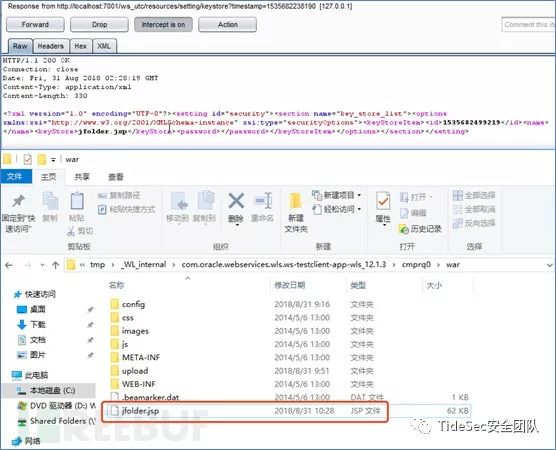 Response from http://localhost:7001/ws_utc/resources/setting/keystore?timestamp=1535682238190 [127.0.0.1]
Forward Drop Intercept is on Action Comment this item
Raw Headers Hex XML
HTTP/1.1 200 OK
Connection: close
Date: Fri, 31 Aug 2018 02:28:19 GMT
Content-Type: application/xml
Content-Length: 330
<?xml version="1.0" encoding="UTF-8"?><setting id="security"><section name="key_store_list"><options
xmlns:xsi="http://www.w3.org/2001/XMLSchema-instance" xsi:type="securityOptions"><keyStoreItem><id>1535682499219</id><name>
</name><keyStore>jfolder.jsp</keyStore><password></password></keyStoreItem></options></section></setting>
war
文件 主页 共享 查看
固定到"快速访问" 复制 粘贴 复制路径 粘贴快捷方式 剪切 移动到 复制到 删除 重命名 新建文件夹 新建项目 轻松访问 属性 打开 编辑 历史记录 全部选择 全部取消 反向选择
剪贴板 组织 新建 打开 选择
tmp _WL_internal com.oracle.webservices.wls.ws-testclient-app-wls_12.1.3 cmprq0 war
名称 修改日期 类型 大小
快速访问
桌面
下载
文档
图片
此电脑
本地磁盘 (C:)
DVD 驱动器 (D:) W
Shared Folders (\\
网络
config 2018/8/31 9:16 文件夹
css 2014/5/6 13:00 文件夹
images 2014/5/6 13:00 文件夹
js 2014/5/6 13:00 文件夹
META-INF 2014/5/6 13:00 文件夹
upload 2018/8/31 9:51 文件夹
WEB-INF 2014/5/6 13:00 文件夹
.beamarker.dat 2014/5/6 13:00 DAT 文件 1 KB
jfolder.jsp 2018/8/31 10:28 JSP 文件 62 KB
REEBUF
TideSec安全团队